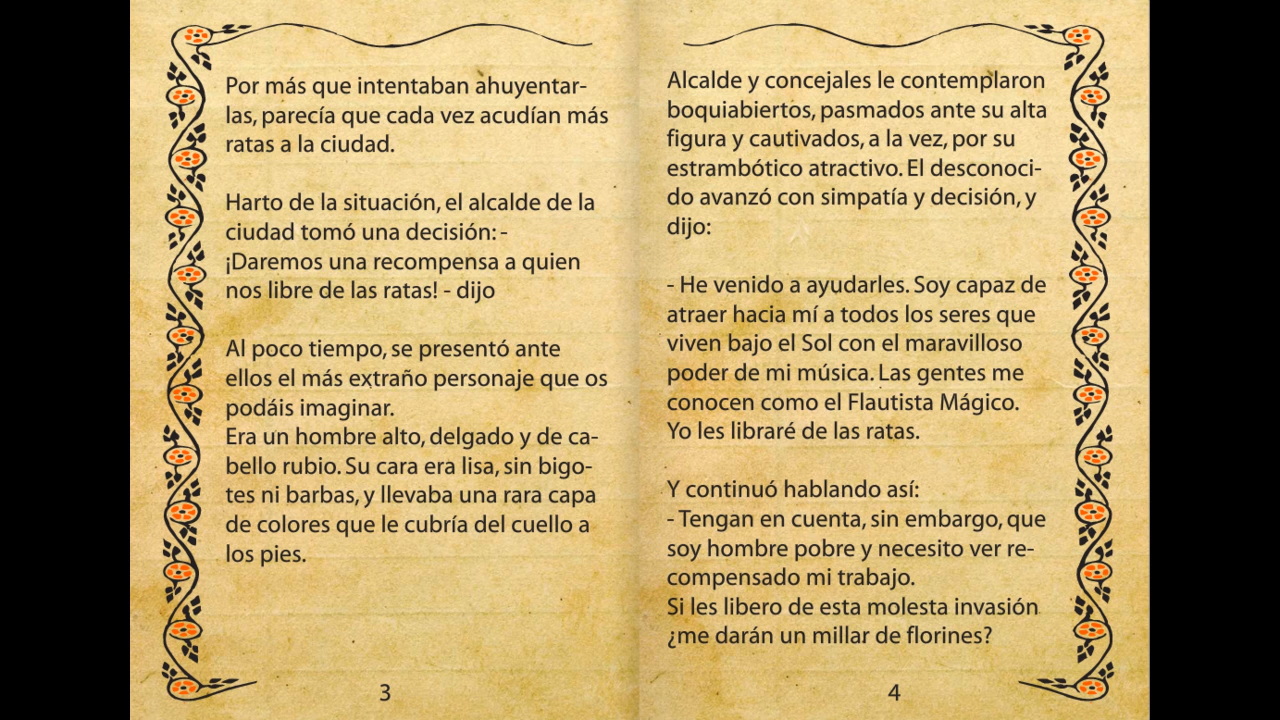 Por más que intentaban ahuyentar-
las, parecía que cada vez acudían más
ratas a la ciudad.
Harto de la situación, el alcalde de la
ciudad tomó una decisión: -
¡Daremos una recompensa a quien
nos libre de las ratas! - dijo
Al poco tiempo, se presentó ante
ellos el más extraño personaje que os
podáis imaginar.
Era un hombre alto, delgado y de ca-
bello rubio. Su cara era lisa, sin bigo-
tes ni barbas, y llevaba una rara capa
de colores que le cubría del cuello a
los pies.
3
Alcalde y concejales le contemplaron
boquiabiertos, pasmados ante su alta
figura y cautivados, a la vez, por su
estrambótico atractivo. El desconoci-
do avanzó con simpatía y decisión, y
dijo:
- He venido a ayudarles. Soy capaz de
atraer hacia mí a todos los seres que
viven bajo el Sol con el maravilloso
poder de mi música. Las gentes me
conocen como el Flautista Mágico.
Yo les libraré de las ratas.
Y continuó hablando así:
- Tengan en cuenta, sin embargo, que
soy hombre pobre y necesito ver re-
compensado mi trabajo.
Si les libero de esta molesta invasión
¿me darán un millar de florines?
4